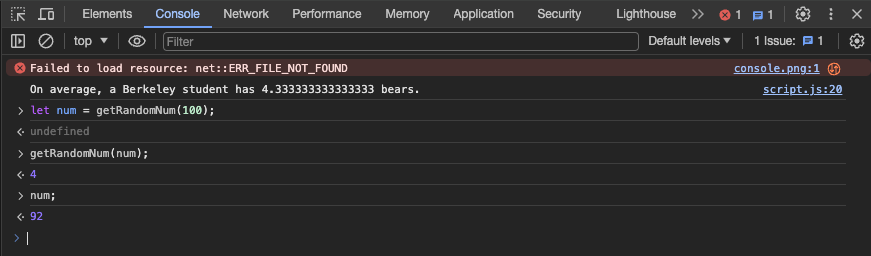 Elements Console Network Performance Memory Application Security Lighthouse 1 1
top Filter Default levels 1 Issue: 1
Failed to load resource: net::ERR_FILE_NOT_FOUND console.png:1
On average, a Berkeley student has 4.333333333333333 bears. script.js:20
let num = getRandomNum(100);
undefined
getRandomNum(num);
4
num;
92